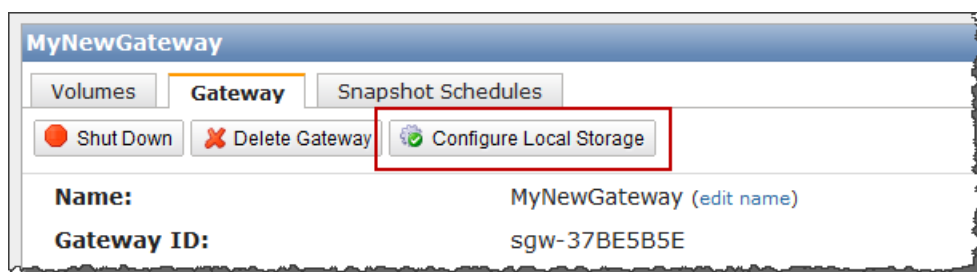 MyNewGateway
Volumes Gateway Snapshot Schedules
Shut Down Delete Gateway Configure Local Storage
Name: MyNewGateway (edit name)
Gateway ID: sgw-37BE5B5E